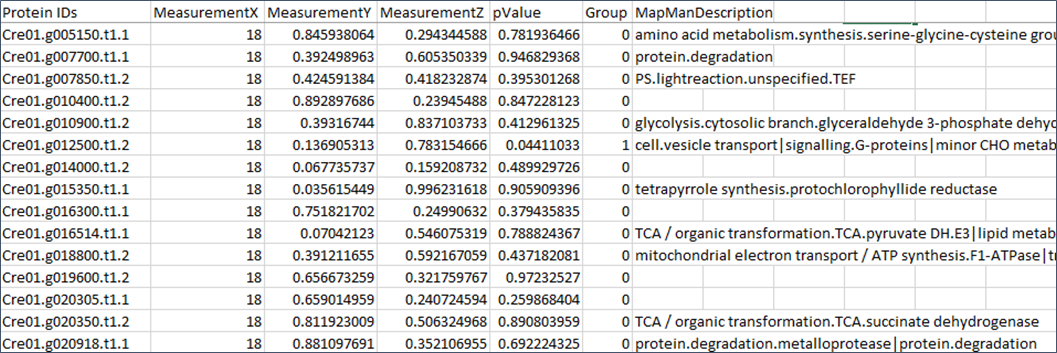 Protein IDs MeasurementX MeasurementY MeasurementZ pValue Group MapManDescription
Cre01.g005150.t1.1 18 0.845938064 0.294344588 0.781936466 0 amino acid metabolism.synthesis.serine-glycine-cysteine grou
Cre01.g007700.t1.1 18 0.392498963 0.605350339 0.946829368 0 protein.degradation
Cre01.g007850.t1.2 18 0.424591384 0.418232874 0.395301268 0 PS.lightreaction.unspecified.TEF
Cre01.g010400.t1.2 18 0.892897686 0.23945488 0.847228123 0
Cre01.g010900.t1.2 18 0.39316744 0.837103733 0.412961325 0 glycolysis.cytosolic branch.glyceraldehyde 3-phosphate dehyd
Cre01.g012500.t1.2 18 0.136905313 0.783154666 0.04411033 1 cell.vesicle transport|signalling.G-proteins|minor CHO metab
Cre01.g014000.t1.2 18 0.067735737 0.159208732 0.489929726 0
Cre01.g015350.t1.1 18 0.035615449 0.996231618 0.905909396 0 tetrapyrrole synthesis.protochlorophyllide reductase
Cre01.g016300.t1.1 18 0.751821702 0.24990632 0.379435835 0
Cre01.g016514.t1.1 18 0.07042123 0.546075319 0.788824367 0 TCA / organic transformation.TCA.pyruvate DH.E3|lipid metab
Cre01.g018800.t1.2 18 0.391211655 0.592167059 0.437182081 0 mitochondrial electron transport / ATP synthesis.F1-ATPase|tr
Cre01.g019600.t1.2 18 0.656673259 0.321759767 0.97232527 0
Cre01.g020305.t1.1 18 0.659014959 0.240724594 0.259868404 0
Cre01.g020350.t1.2 18 0.811923009 0.506324968 0.890803959 0 TCA / organic transformation.TCA.succinate dehydrogenase
Cre01.g020918.t1.1 18 0.881097691 0.352106955 0.692224325 0 protein.degradation.metalloprotease|protein.degradation